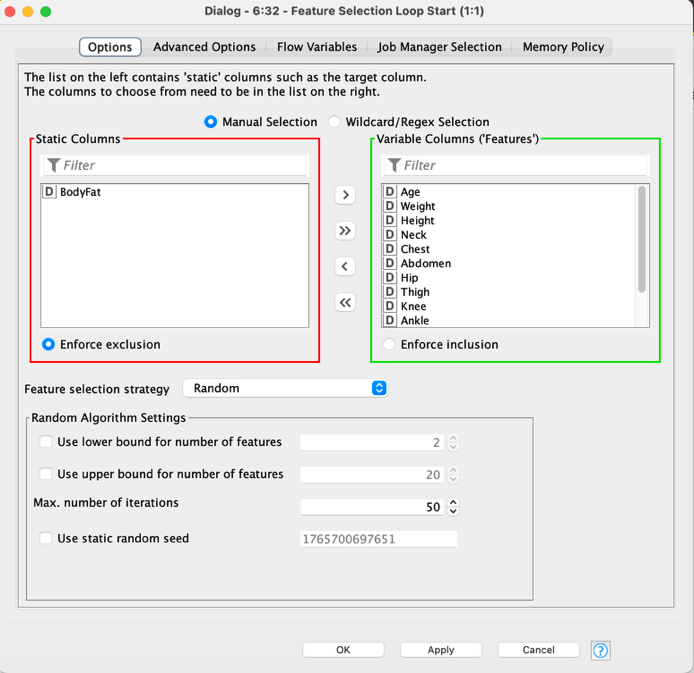 Dialog - 6:32 - Feature Selection Loop Start (1:1)
Options Advanced Options Flow Variables Job Manager Selection Memory Policy
The list on the left contains 'static' columns such as the target column.
The columns to choose from need to be in the list on the right.
Manual Selection Wildcard/Regex Selection
Static Columns
Filter
D BodyFat
Enforce exclusion
>
>>
<
<<
Variable Columns ('Features')
Filter
D Age
D Weight
D Height
D Neck
D Chest
D Abdomen
D Hip
D Thigh
D Knee
D Ankle
Enforce inclusion
Feature selection strategy Random
Random Algorithm Settings
Use lower bound for number of features 2
Use upper bound for number of features 20
Max. number of iterations 50
Use static random seed 1765700697651
OK Apply Cancel ?